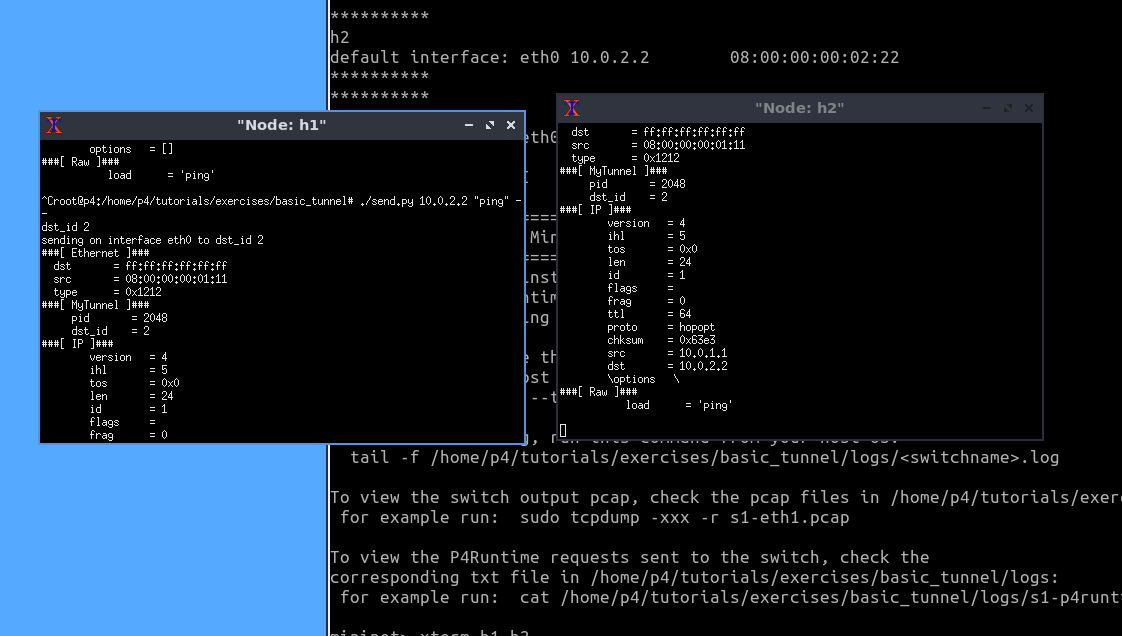 **********
h2
default interface: eth0 10.0.2.2 08:00:00:00:02:22
**********
**********
"Node: h1"
options = []
###[ Raw ]###
load = 'ping'
^Croot@p4:/home/p4/tutorials/exercises/basic_tunnel# ./send.py 10.0.2.2 "ping" -
-
dst_id 2
sending on interface eth0 to dst_id 2
###[ Ethernet ]###
dst = ff:ff:ff:ff:ff:ff
src = 08:00:00:00:01:11
type = 0x1212
###[ MyTunnel ]###
pid = 2048
dst_id = 2
###[ IP ]###
version = 4
ihl = 5
tos = 0x0
len = 24
id = 1
flags =
frag = 0
"Node: h2"
dst = ff:ff:ff:ff:ff:ff
src = 08:00:00:00:01:11
type = 0x1212
###[ MyTunnel ]###
pid = 2048
dst_id = 2
###[ IP ]###
version = 4
ihl = 5
tos = 0x0
len = 24
id = 1
flags =
frag = 0
ttl = 64
proto = hopopt
chksum = 0x63e3
src = 10.0.1.1
dst = 10.0.2.2
\options \
###[ Raw ]###
load = 'ping'
tail -f /home/p4/tutorials/exercises/basic_tunnel/logs/<switchname>.log
To view the switch output pcap, check the pcap files in /home/p4/tutorials/exer
for example run: sudo tcpdump -xxx -r s1-eth1.pcap
To view the P4Runtime requests sent to the switch, check the
corresponding txt file in /home/p4/tutorials/exercises/basic_tunnel/logs:
for example run: cat /home/p4/tutorials/exercises/basic_tunnel/logs/s1-p4runt
mininet> xterm h1 h2